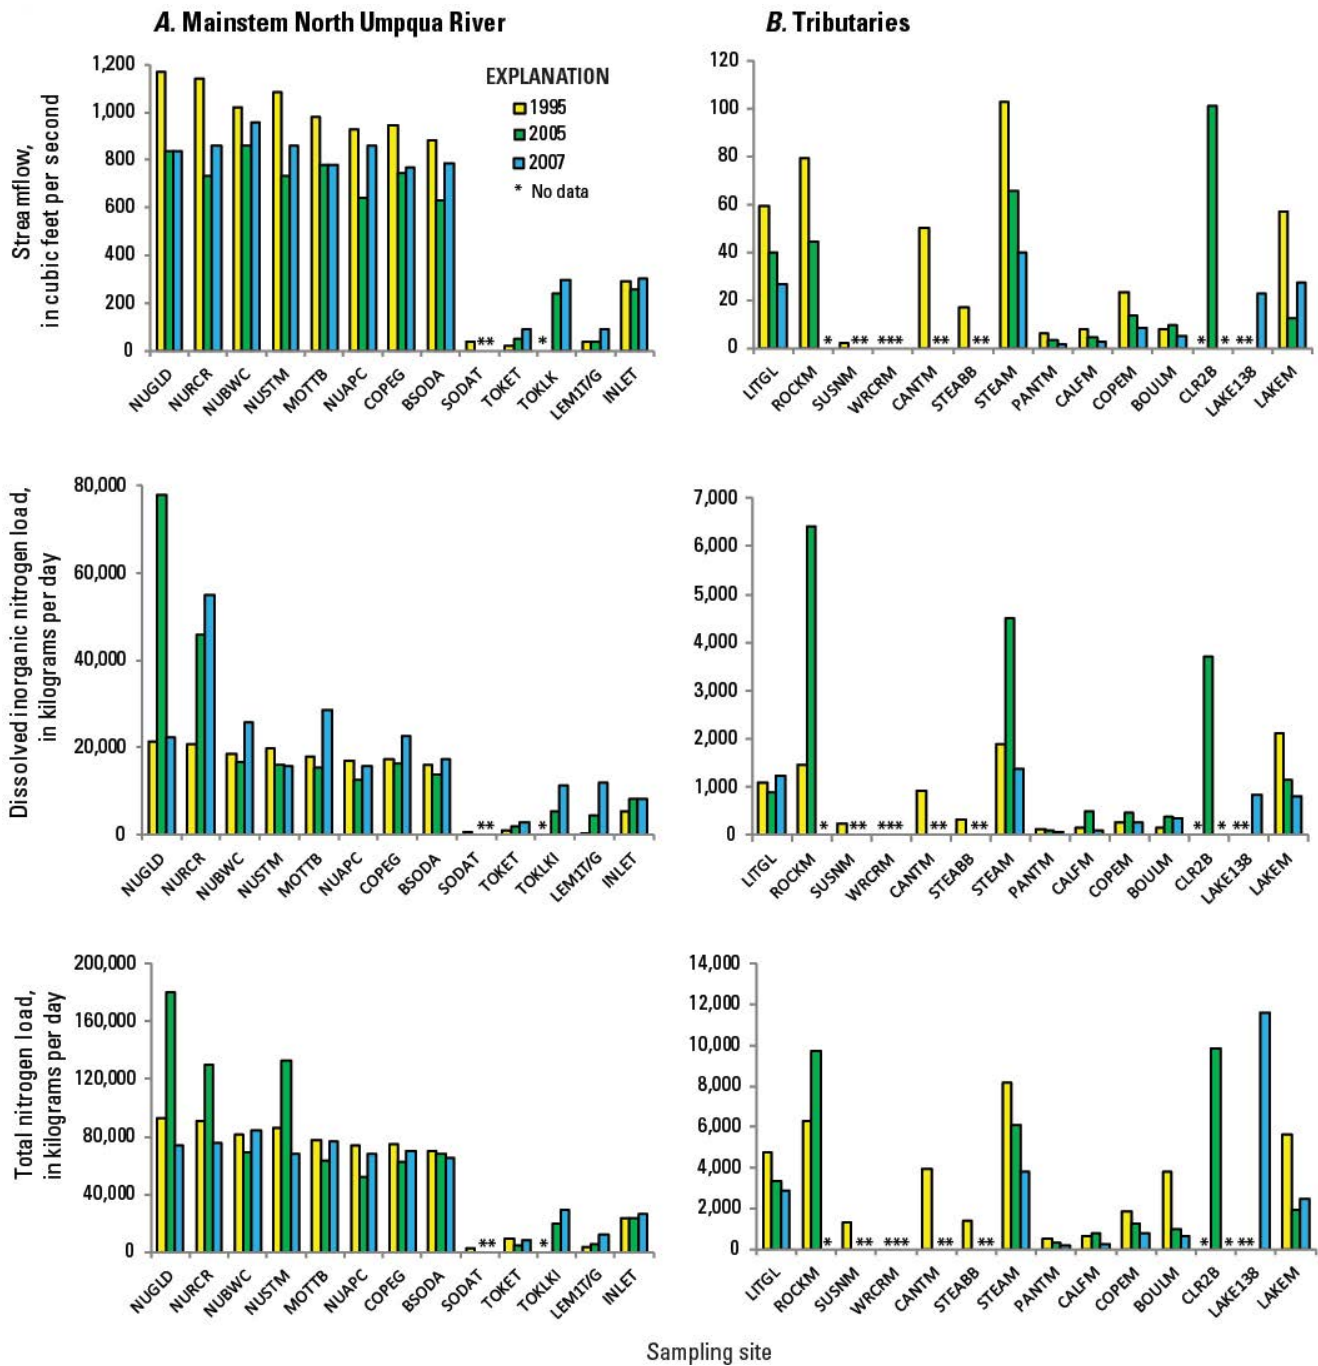 A. Mainstem North Umpqua River
B. Tributaries
Streamflow,
in cubic feet per second
1,200
1,000
800
600
400
200
0
EXPLANATION
1995
2005
2007
* No data
** *
NUGLD NURCR NUBWC NUSTM MOTTB NUAPC COPEG BSODA SODAT TOKET TOKLK LEM1T/G INLET
120
100
80
60
40
20
0
* ** *** ** ** * * **
LITGL ROCKM SUSNM WRCRM CANTM STEABB STEAM PANTM CALFM COPEM BOULM CLR2B LAKE138 LAKEM
Dissolved inorganic nitrogen load,
in kilograms per day
80,000
60,000
40,000
20,000
0
** *
NUGLD NURCR NUBWC NUSTM MOTTB NUAPC COPEG BSODA SODAT TOKET TOKLKI LEM1T/G INLET
7,000
6,000
5,000
4,000
3,000
2,000
1,000
0
* ** *** ** ** * * **
LITGL ROCKM SUSNM WRCRM CANTM STEABB STEAM PANTM CALFM COPEM BOULM CLR2B LAKE138 LAKEM
Total nitrogen load,
in kilograms per day
200,000
160,000
120,000
80,000
40,000
0
** *
NUGLD NURCR NUBWC NUSTM MOTTB NUAPC COPEG BSODA SODAT TOKET TOKLKI LEM1T/G INLET
14,000
12,000
10,000
8,000
6,000
4,000
2,000
0
* ** *** ** ** * * **
LITGL ROCKM SUSNM WRCRM CANTM STEABB STEAM PANTM CALFM COPEM BOULM CLR2B LAKE138 LAKEM
Sampling site